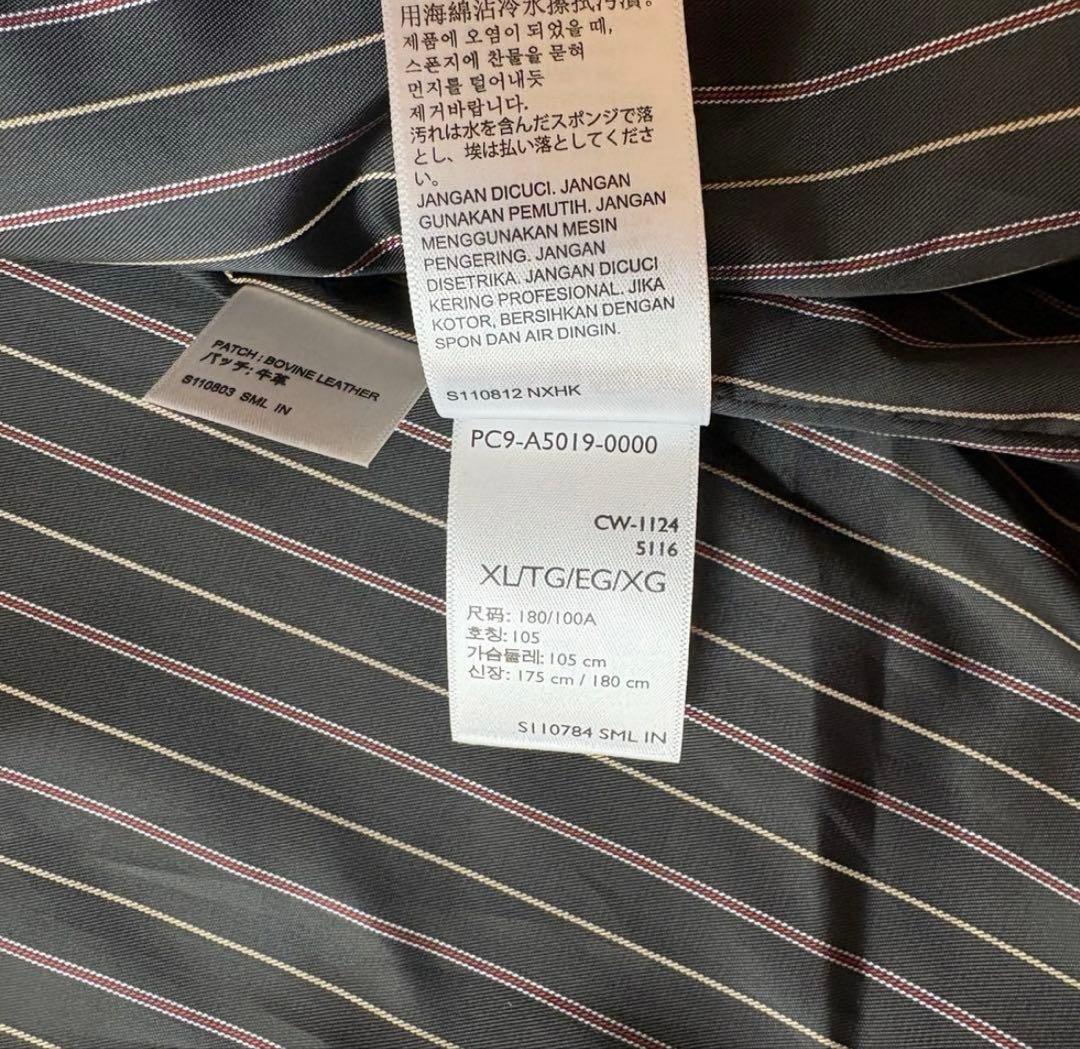 用海綿沾冷水擦拭污漬。
제품에 오염이 되었을 때,
스폰지에 찬물을 묻혀
먼지를 털어내듯
제거바랍니다.
汚れは水を含んだスポンジで落
とし、埃は払い落としてくださ
い。
JANGAN DICUCI. JANGAN
GUNAKAN PEMUTIH. JANGAN
MENGGUNAKAN MESIN
PENGERING. JANGAN
DISETRIKA. JANGAN DICUCI
KERING PROFESIONAL. JIKA
KOTOR, BERSIHKAN DENGAN
SPON DAN AIR DINGIN.
S110812 NXHK
PATCH : BOVINE LEATHER
パッチ: 牛革
S110803 SML IN
PC9-A5019-0000
CW-1124
5116
XL/TG/EG/XG
尺码: 180/100A
호칭: 105
가슴둘레: 105 cm
신장: 175 cm / 180 cm
S110784 SML IN